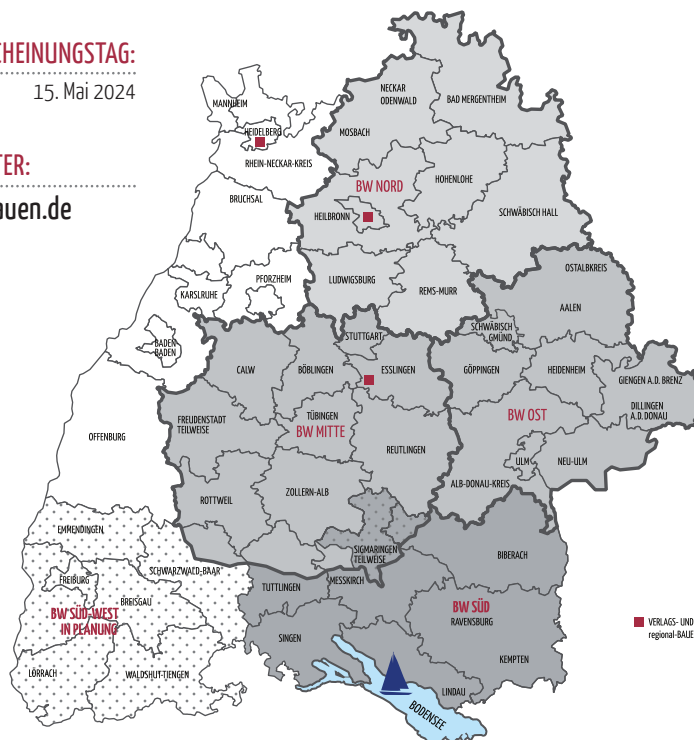 CHEINUNGSTAG:
15. Mai 2024
TER:
auen.de
MANNHEIM
HEIDELBERG
RHEIN-NECKAR-KREIS
BRUCHSAL
KARLSRUHE
PFORZHEIM
BADEN
BADEN
OFFENBURG
NECKAR
ODENWALD
BAD MERGENTHEIM
MOSBACH
BW NORD
HOHENLOHE
HEILBRONN
SCHWÄBISCH HALL
LUDWIGSBURG
REMS-MURR
STUTTGART
CALW
BÖBLINGEN
ESSLINGEN
FREUDENSTADT
TEILWEISE
TÜBINGEN
BW MITTE
REUTLINGEN
ROTTWEIL
ZOLLERN-ALB
SIGMARINGEN
TEILWEISE
OSTALBKREIS
AALEN
SCHWÄBISCH
GMÜND
GÖPPINGEN
HEIDENHEIM
GIENGEN A.D. BRENZ
DILLINGEN
A.D. DONAU
BW OST
ULM
NEU-ULM
ALB-DONAU-KREIS
EMMENDINGEN
FREIBURG
SCHWARZWALD-BAAR
BREISGAU
BW SÜD-WEST
IN PLANUNG
LÖRRACH
WALDSHUT-TIENGEN
TUTTLINGEN
MESSKIRCH
SINGEN
BIBERACH
BW SÜD
RAVENSBURG
KEMPTEN
LINDAU
BODENSEE
VERLAGS- UND
regional-BAUE